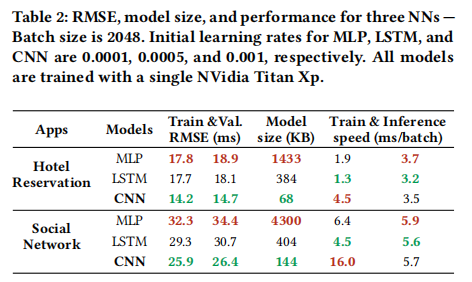 Table 2: RMSE, model size, and performance for three NNs —
Batch size is 2048. Initial learning rates for MLP, LSTM, and
CNN are 0.0001, 0.0005, and 0.001, respectively. All models
are trained with a single NVidia Titan Xp.
Apps Models Train &Val. RMSE (ms) Model size (KB) Train & Inference speed (ms/batch)
Hotel Reservation MLP 17.8 18.9 1433 1.9 3.7
LSTM 17.7 18.1 384 1.3 3.2
CNN 14.2 14.7 68 4.5 3.5
Social Network MLP 32.3 34.4 4300 6.4 5.9
LSTM 29.3 30.7 404 4.5 5.6
CNN 25.9 26.4 144 16.0 5.7